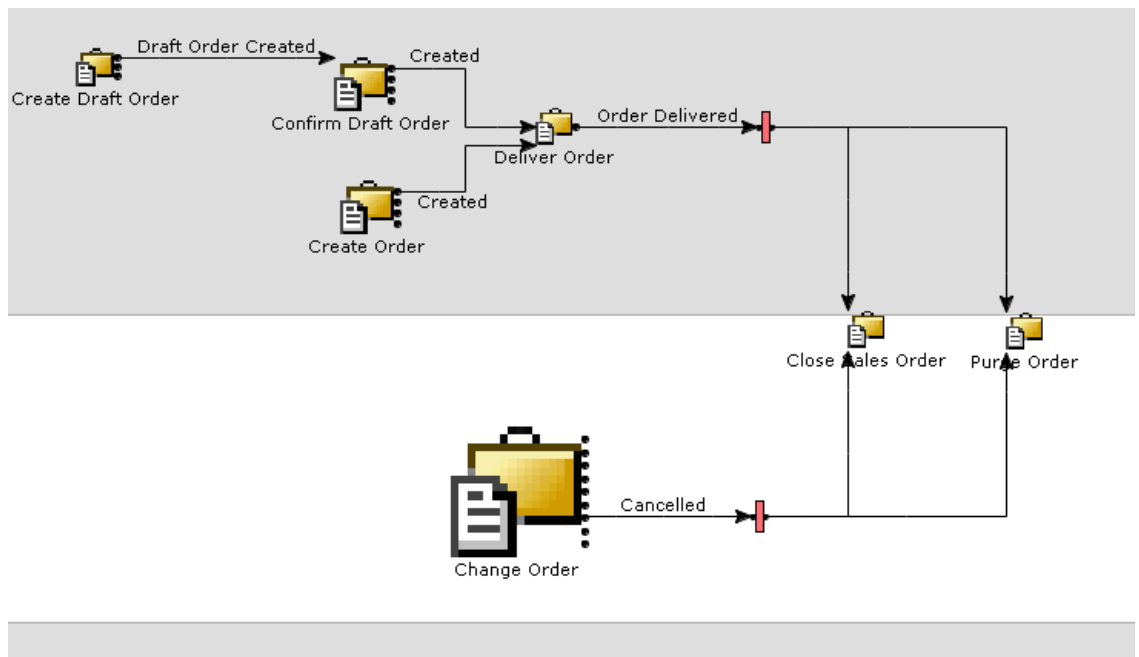 Draft Order Created
Created
Create Draft Order
Confirm Draft Order
Order Delivered
Deliver Order
Created
Create Order
Close Sales Order
Purge Order
Cancelled
Change Order